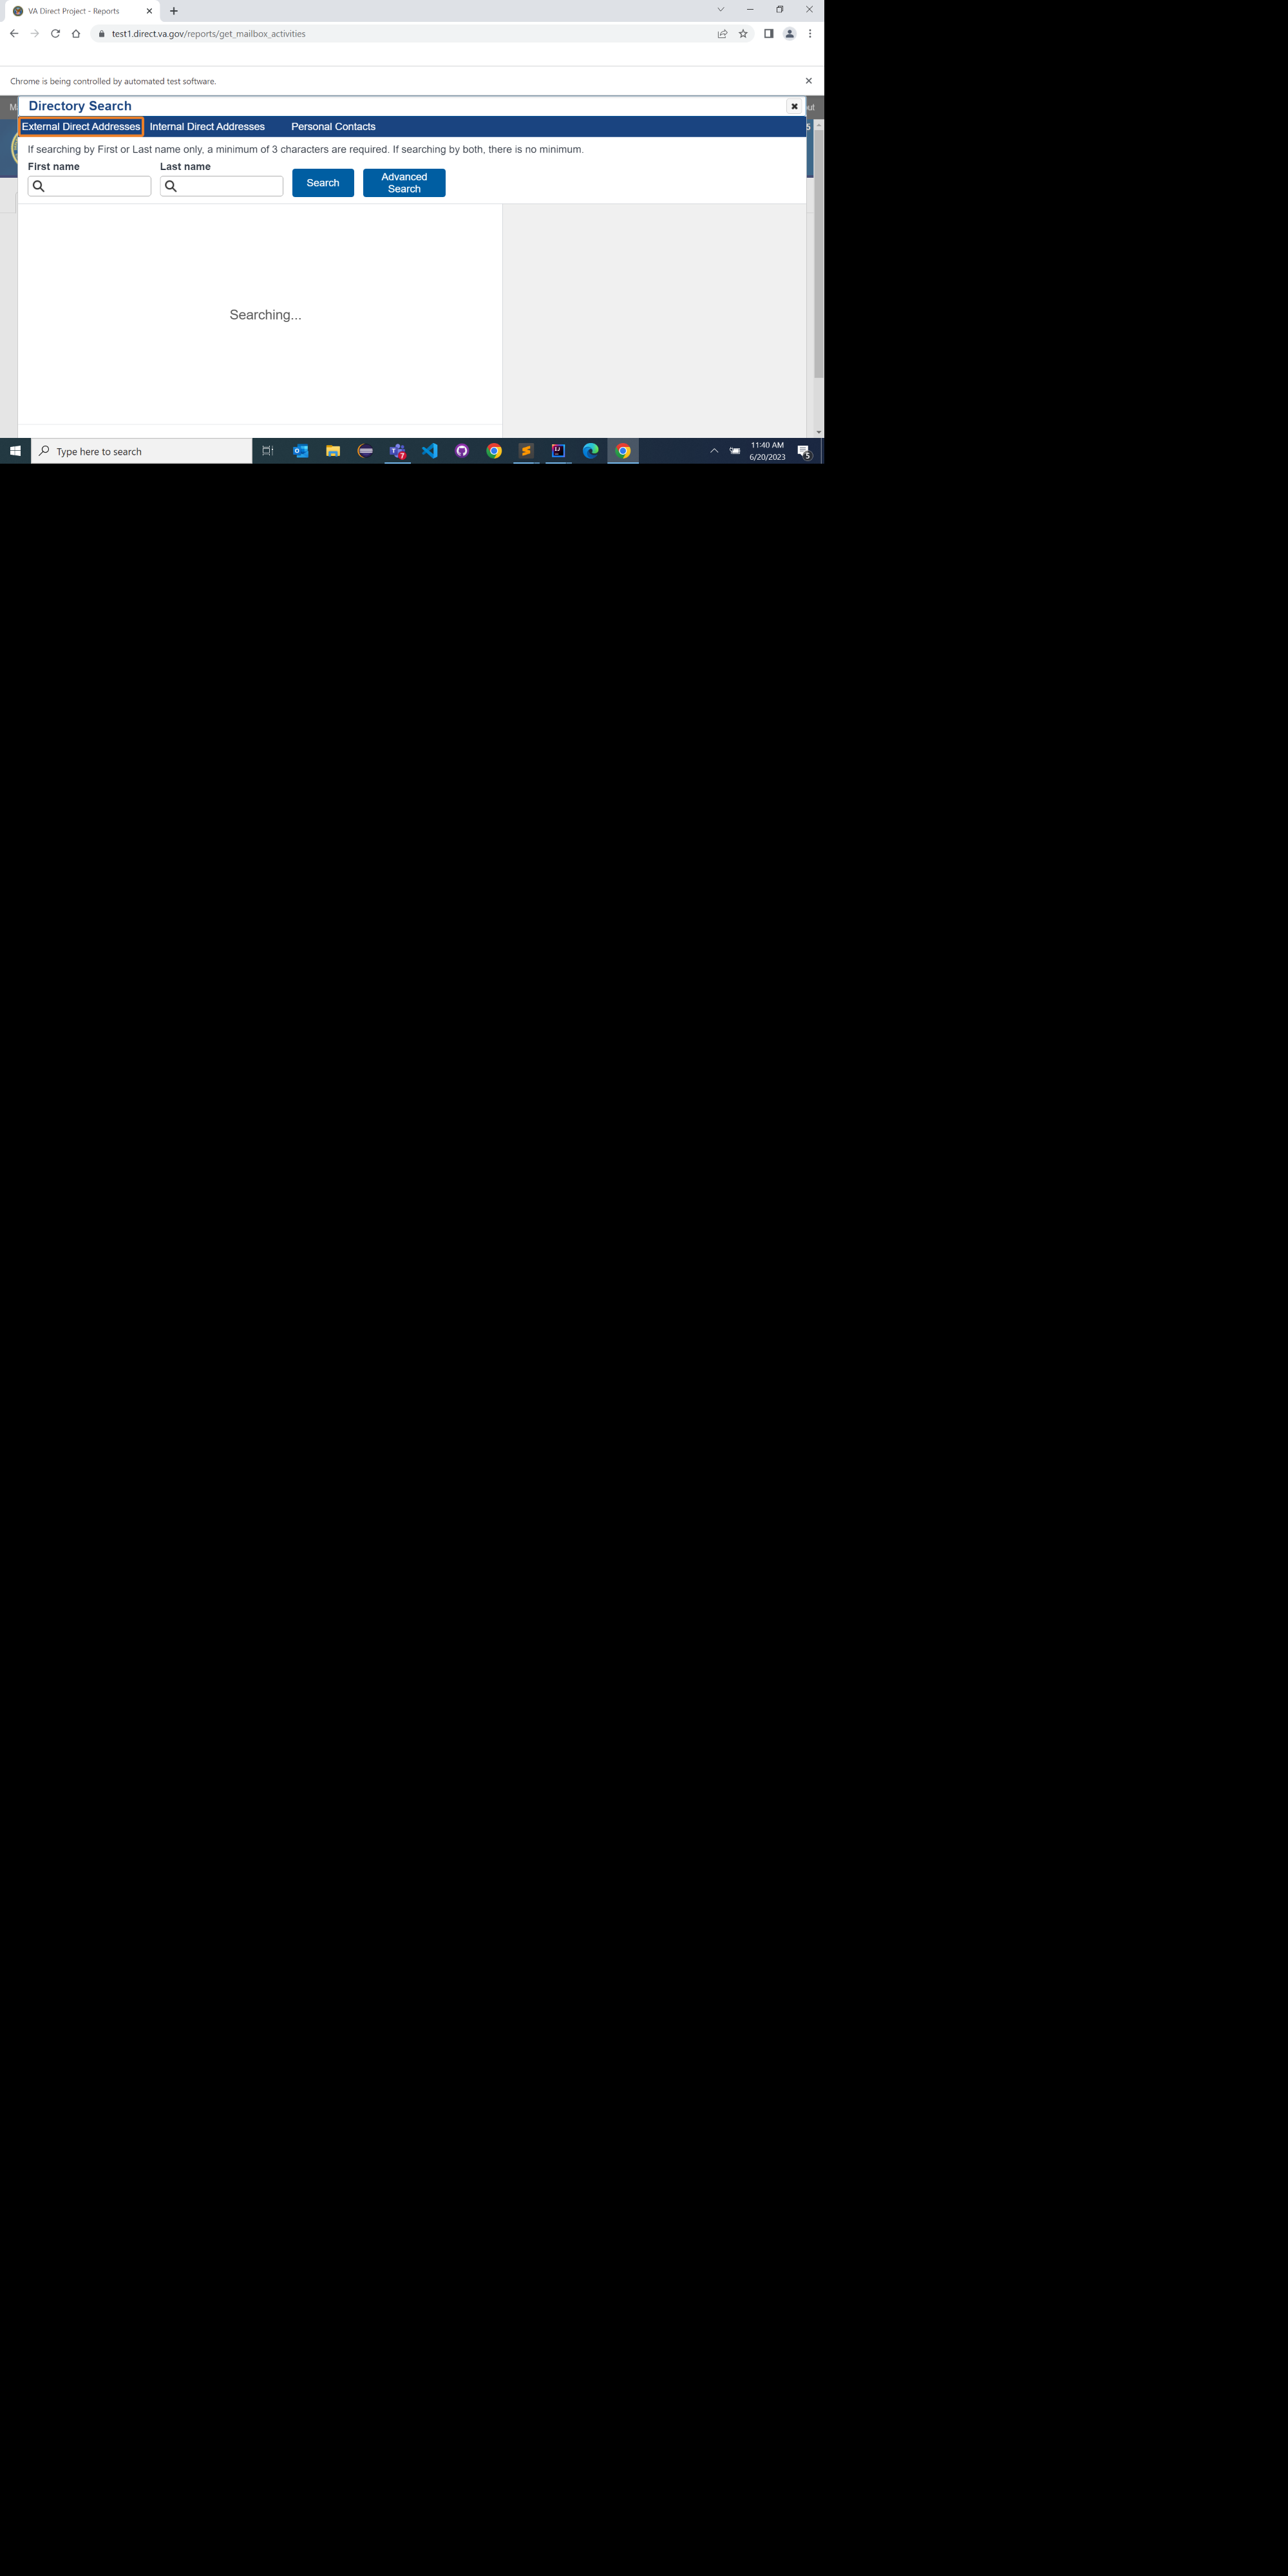 VA Direct Project - Reports
test1.direct.va.gov/reports/get_mailbox_activities
Chrome is being controlled by automated test software.
Directory Search
External Direct Addresses Internal Direct Addresses Personal Contacts
If searching by First or Last name only, a minimum of 3 characters are required. If searching by both, there is no minimum.
First name Last name
Search
Advanced
Search
Searching...
Type here to search
7
11:40 AM
6/20/2023
5